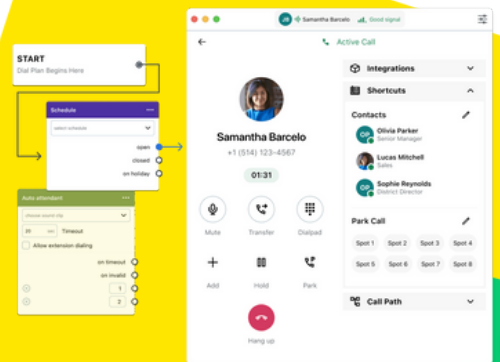 START
Dial Plan Begins Here
Schedule
select schedule
open
closed
on holiday
Auto attendant
choose sound clip
20 sec Timeout
Allow extension dialing
on timeout
on invalid
1
2
JB Samantha Barcelo Good signal
Active Call
Samantha Barcelo
+1 (514) 123-4567
01:31
Mute Transfer Dialpad
Add Hold Park
Hang up
Integrations
Shortcuts
Contacts
OP Olivia Parker
Senior Manager
Lucas Mitchell
Sales
OP Sophie Reynolds
District Director
Park Call
Spot 1 Spot 2 Spot 3 Spot 4
Spot 5 Spot 6 Spot 7 Spot 8
Call Path